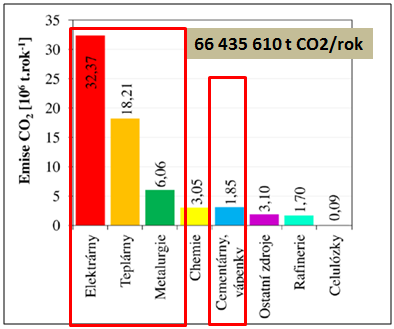 66 435 610 t CO2/rok
Emise CO₂ [10⁶ t.rok⁻¹]
35
30
25
20
15
10
5
0
32,37
18,21
6,06
3,05
1,85
3,10
1,70
0,09
Elektrárny
Teplárny
Metalurgie
Chemie
Cementárny,
vápenky
Ostatní zdroje
Rafinerie
Celulózky